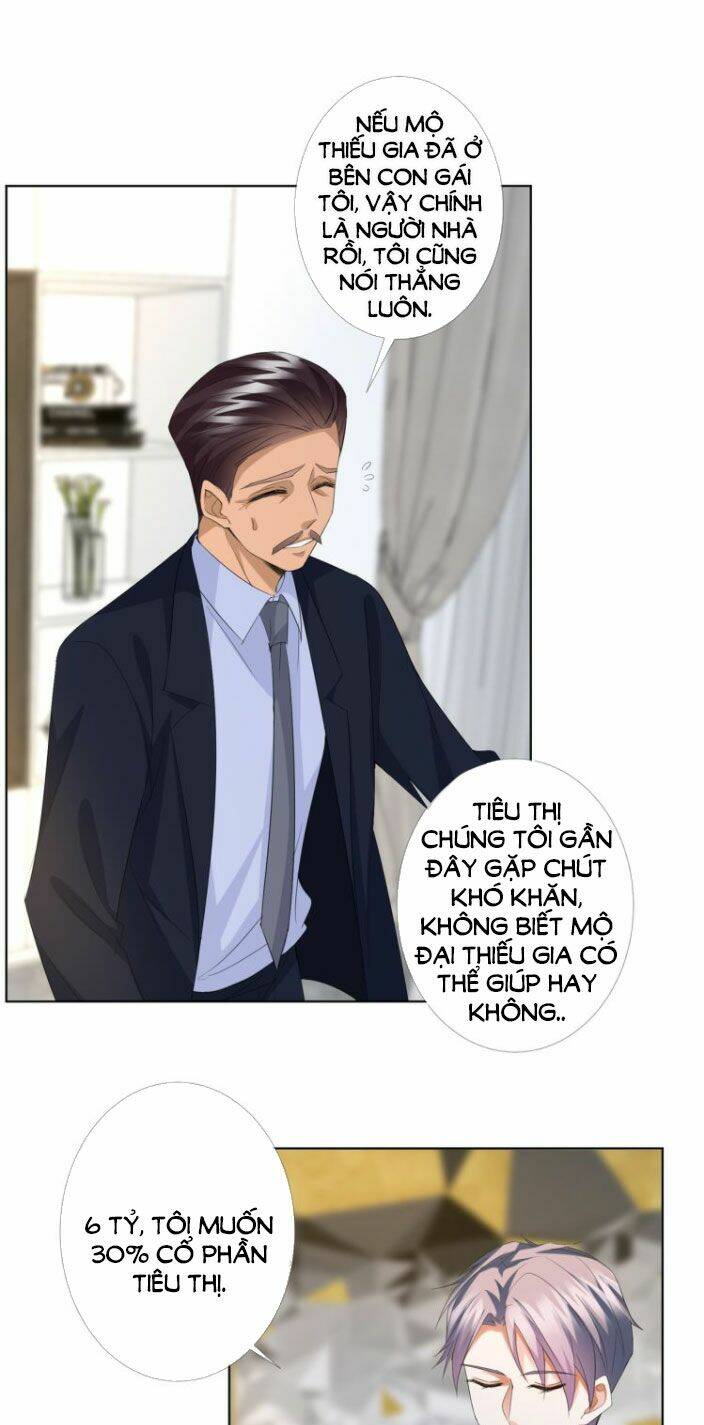 NẾU MỘ
THIẾU GIA ĐÃ Ở
BÊN CON GÁI
TÔI, VẬY CHÍNH
LÀ NGƯỜI NHÀ
RỒI, TÔI CŨNG
NÓI THẲNG
LUÔN.
TIÊU THỊ
CHÚNG TÔI GẦN
ĐÂY GẶP CHÚT
KHÓ KHĂN,
KHÔNG BIẾT MỘ
ĐẠI THIẾU GIA CÓ
THỂ GIÚP HAY
KHÔNG..
6 TỶ, TÔI MUỐN
30% CỔ PHẦN
TIÊU THỊ.